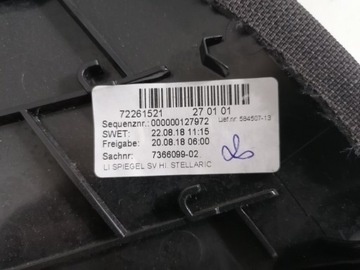 72261521 27 01 01
Sequenznr.: 000000127972 Lief.nr: 584507-13
SWET: 22.08.18 11:15
Freigabe: 20.08.18 06:00
Sachnr: 7366099-02
LI SPIEGEL SV HI. STELLARIC